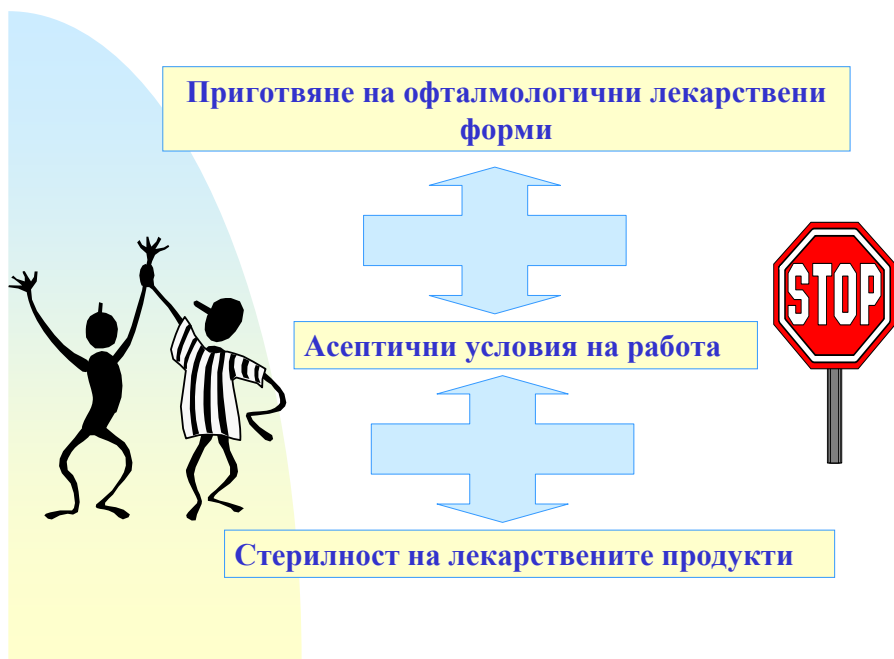 Приготвяне на офталмологични лекарствени
форми
Асептични условия на работа
STOP
Стерилност на лекарствените продукти